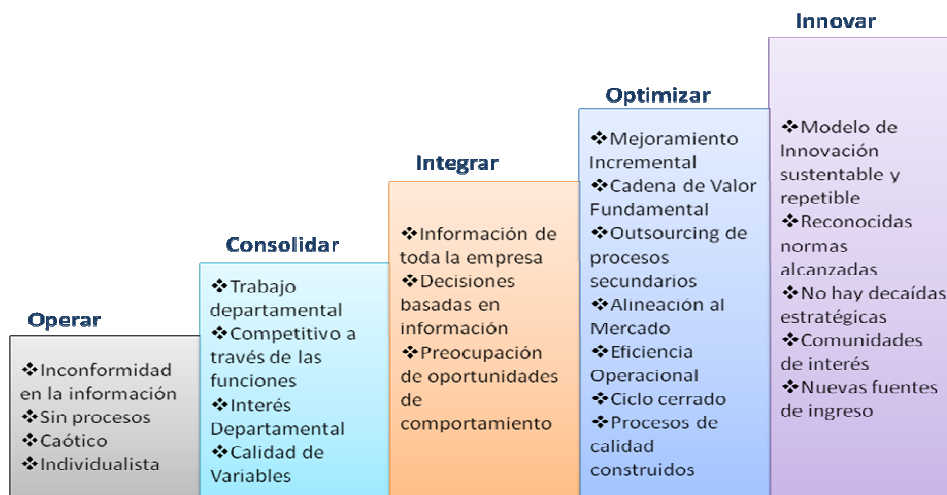 Operar
❖Inconformidad
en la información
❖Sin procesos
❖Caótico
❖Individualista
Consolidar
❖Trabajo
departamental
❖Competitivo a
través de las
funciones
❖Interés
Departamental
❖Calidad de
Variables
Integrar
❖Información de
toda la empresa
❖Decisiones
basadas en
información
❖Preocupación
de oportunidades
de
comportamiento
Optimizar
❖Mejoramiento
Incremental
❖Cadena de Valor
Fundamental
❖Outsourcing de
procesos
secundarios
❖Alineación al
Mercado
❖Eficiencia
Operacional
❖Ciclo cerrado
❖Procesos de
calidad
construidos
Innovar
❖Modelo de
Innovación
sustentable y
repetible
❖Reconocidas
normas
alcanzadas
❖No hay decaídas
estratégicas
❖Comunidades
de interés
❖Nuevas fuentes
de ingreso